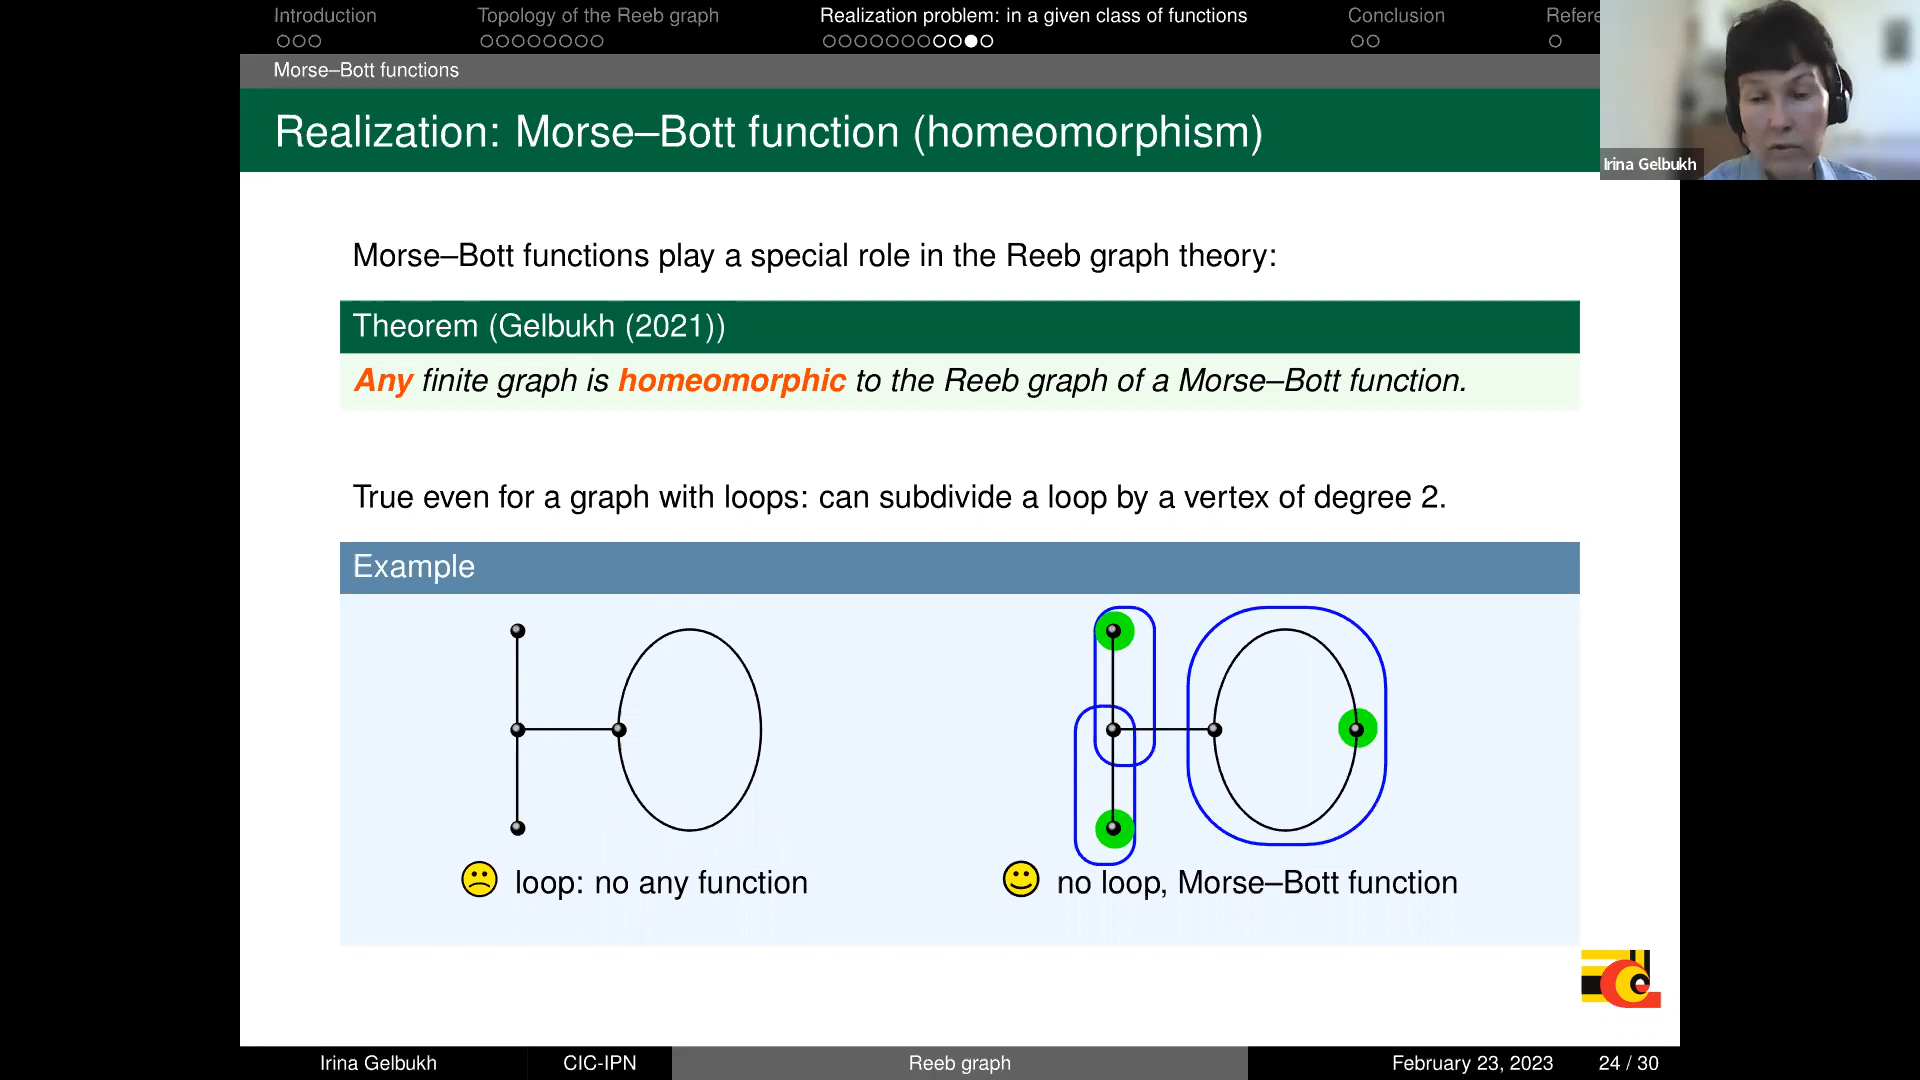 Introduction
Topology of the Reeb graph
Realization problem: in a given class of functions
Conclusion
Refere
Morse–Bott functions
Realization: Morse–Bott function (homeomorphism)
Irina Gelbukh
Morse–Bott functions play a special role in the Reeb graph theory:
Theorem (Gelbukh (2021))
Any finite graph is homeomorphic to the Reeb graph of a Morse–Bott function.
True even for a graph with loops: can subdivide a loop by a vertex of degree 2.
Example
loop: no any function
no loop, Morse–Bott function
Irina Gelbukh
CIC-IPN
Reeb graph
February 23, 2023
24 / 30